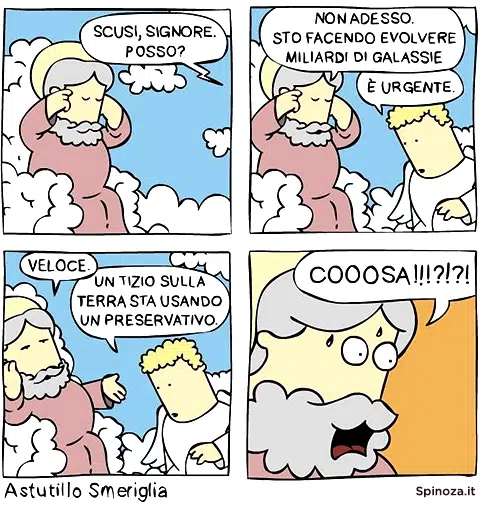 SCUSI, SIGNORE.
POSSO?
NON ADESSO.
STO FACENDO EVOLVERE
MILIARDI DI GALASSIE
È URGENTE.
VELOCE.
UN TIZIO SULLA
TERRA STA USANDO
UN PRESERVATIVO.
COOOSA!!!?!?!
Astutillo Smeriglia
Spinoza.it